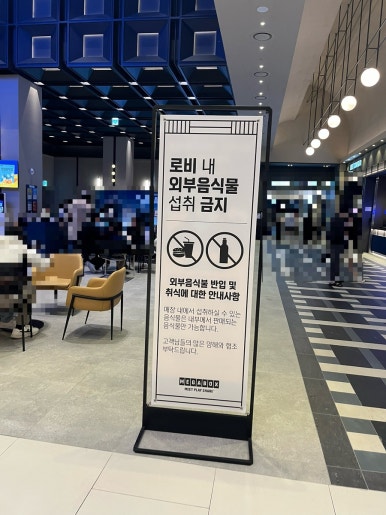 로비 내
외부음식물
섭취 금지
외부음식물 반입 및
취식에 대한 안내사항
매장 내에서 섭취하실 수 있는
음식물은 내부에서 판매되는
음식물만 가능합니다.
고객님들의 많은 양해와 협조
부탁드립니다.
MEGABOX
MEET PLAY SHARE